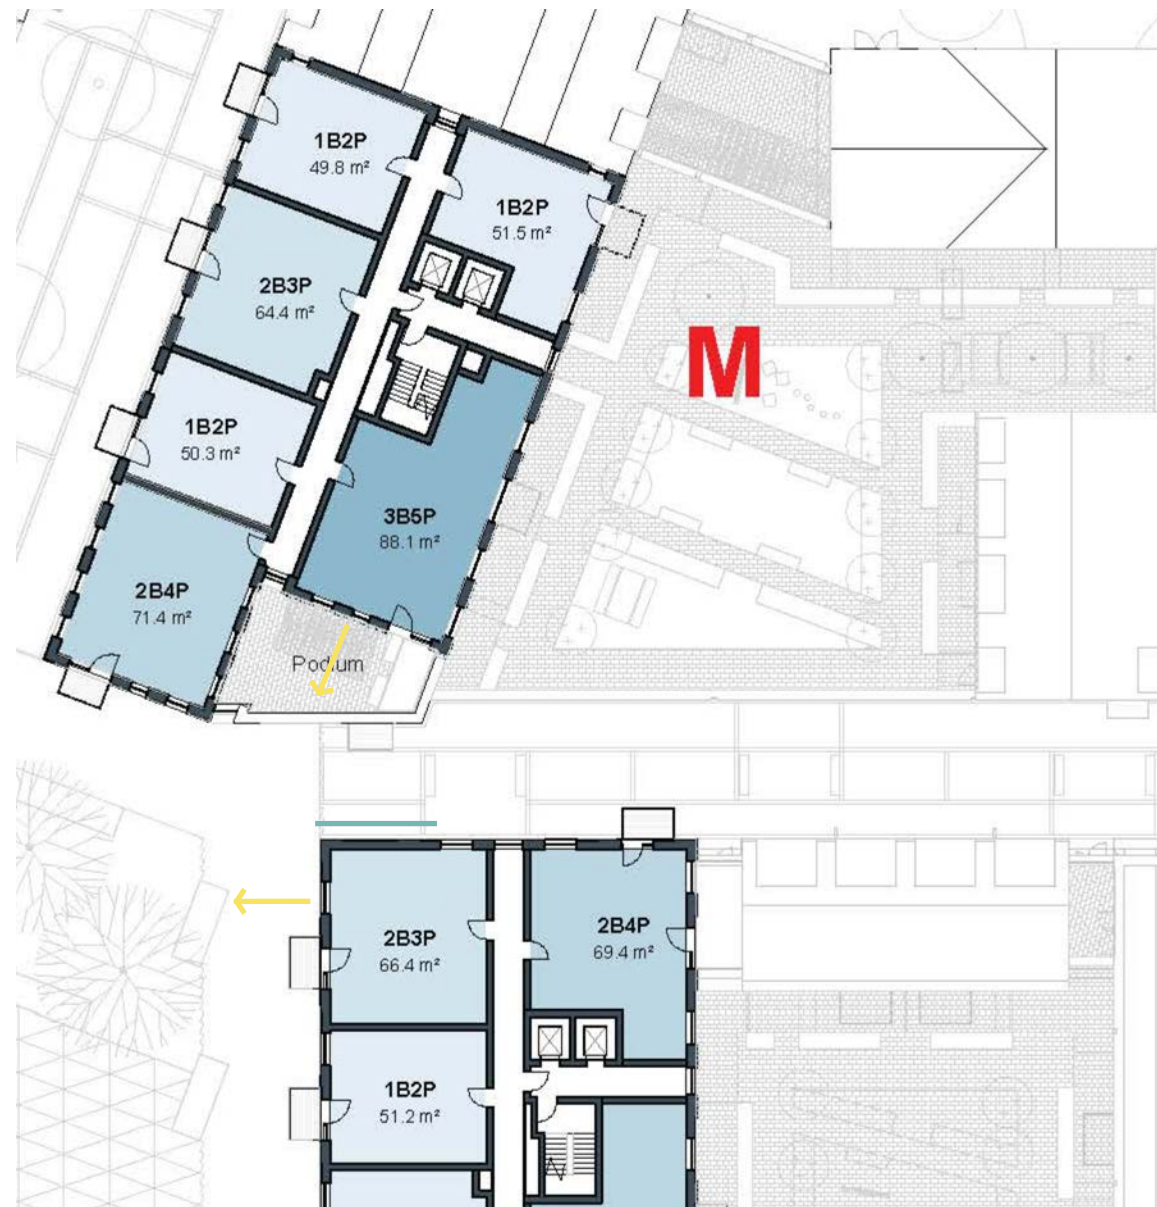 1B2P
49.8 m²
1B2P
51.5 m²
2B3P
64.4 m²
M
1B2P
50.3 m²
3B5P
88.1 m²
2B4P
71.4 m²
Podium
2B3P
66.4 m²
2B4P
69.4 m²
1B2P
51.2 m²